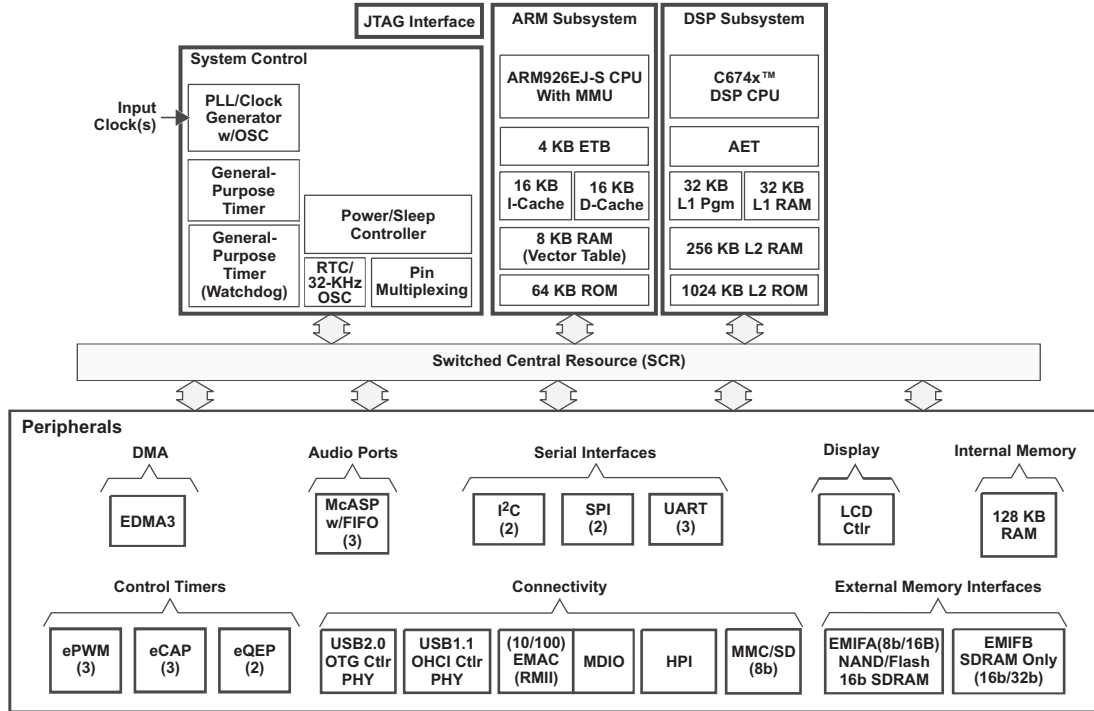 JTAG Interface
ARM Subsystem
DSP Subsystem
System Control
Input
Clock(s)
PLL/Clock
Generator
w/OSC
General-
Purpose
Timer
General-
Purpose
Timer
(Watchdog)
Power/Sleep
Controller
RTC/
32-KHz
OSC
Pin
Multiplexing
ARM926EJ-S CPU
With MMU
4 KB ETB
16 KB
I-Cache
16 KB
D-Cache
8 KB RAM
(Vector Table)
64 KB ROM
C674x™
DSP CPU
AET
32 KB
L1 Pgm
32 KB
L1 RAM
256 KB L2 RAM
1024 KB L2 ROM
Switched Central Resource (SCR)
Peripherals
DMA
EDMA3
Audio Ports
McASP
w/FIFO
(3)
Serial Interfaces
I²C
(2)
SPI
(2)
UART
(3)
Display
LCD
Ctlr
Internal Memory
128 KB
RAM
Control Timers
ePWM
(3)
eCAP
(3)
eQEP
(2)
Connectivity
USB2.0
OTG Ctlr
PHY
USB1.1
OHCI Ctlr
PHY
(10/100)
EMAC
(RMII)
MDIO
HPI
MMC/SD
(8b)
External Memory Interfaces
EMIFA(8b/16B)
NAND/Flash
16b SDRAM
EMIFB
SDRAM Only
(16b/32b)